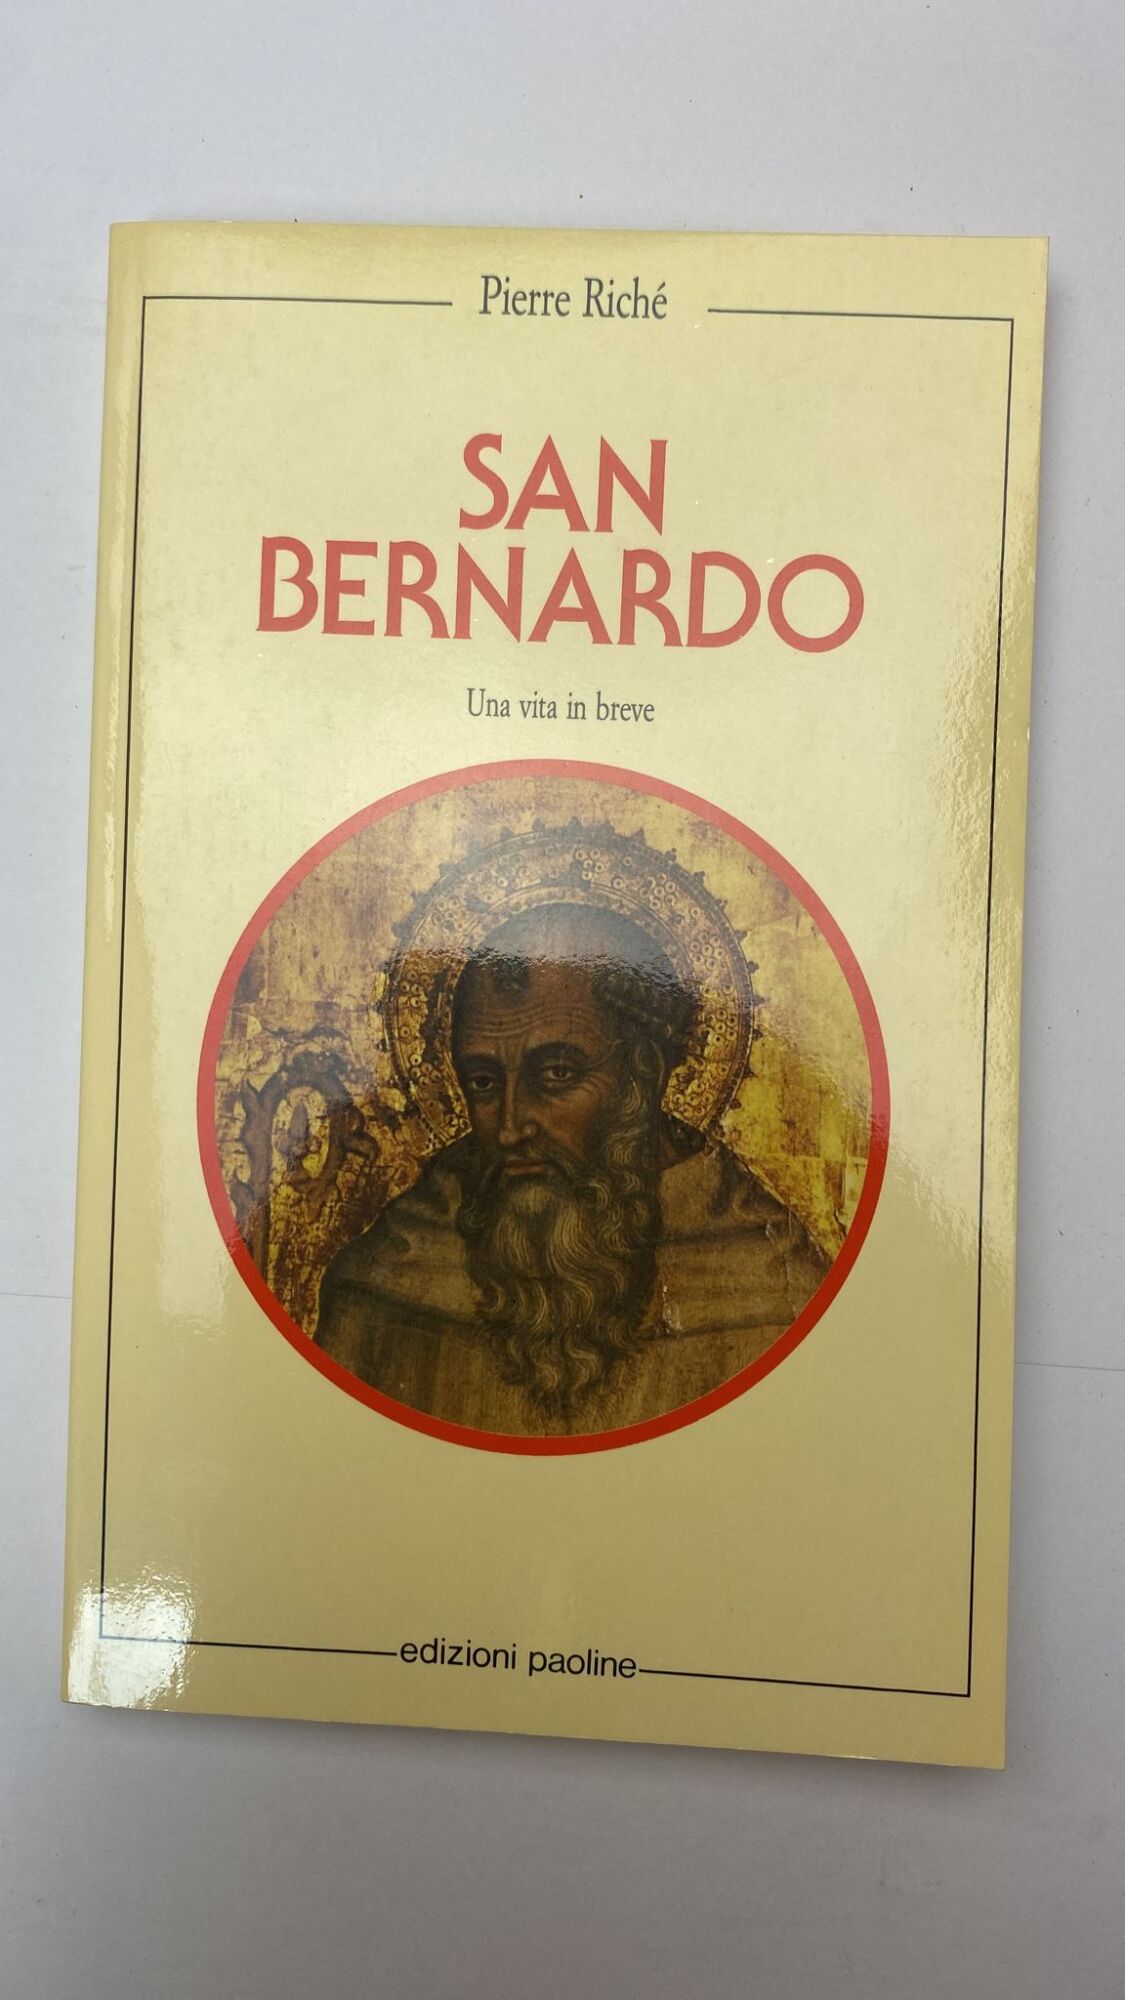 Pierre Riché
SAN
BERNARDO
Una vita in breve
edizioni paoline